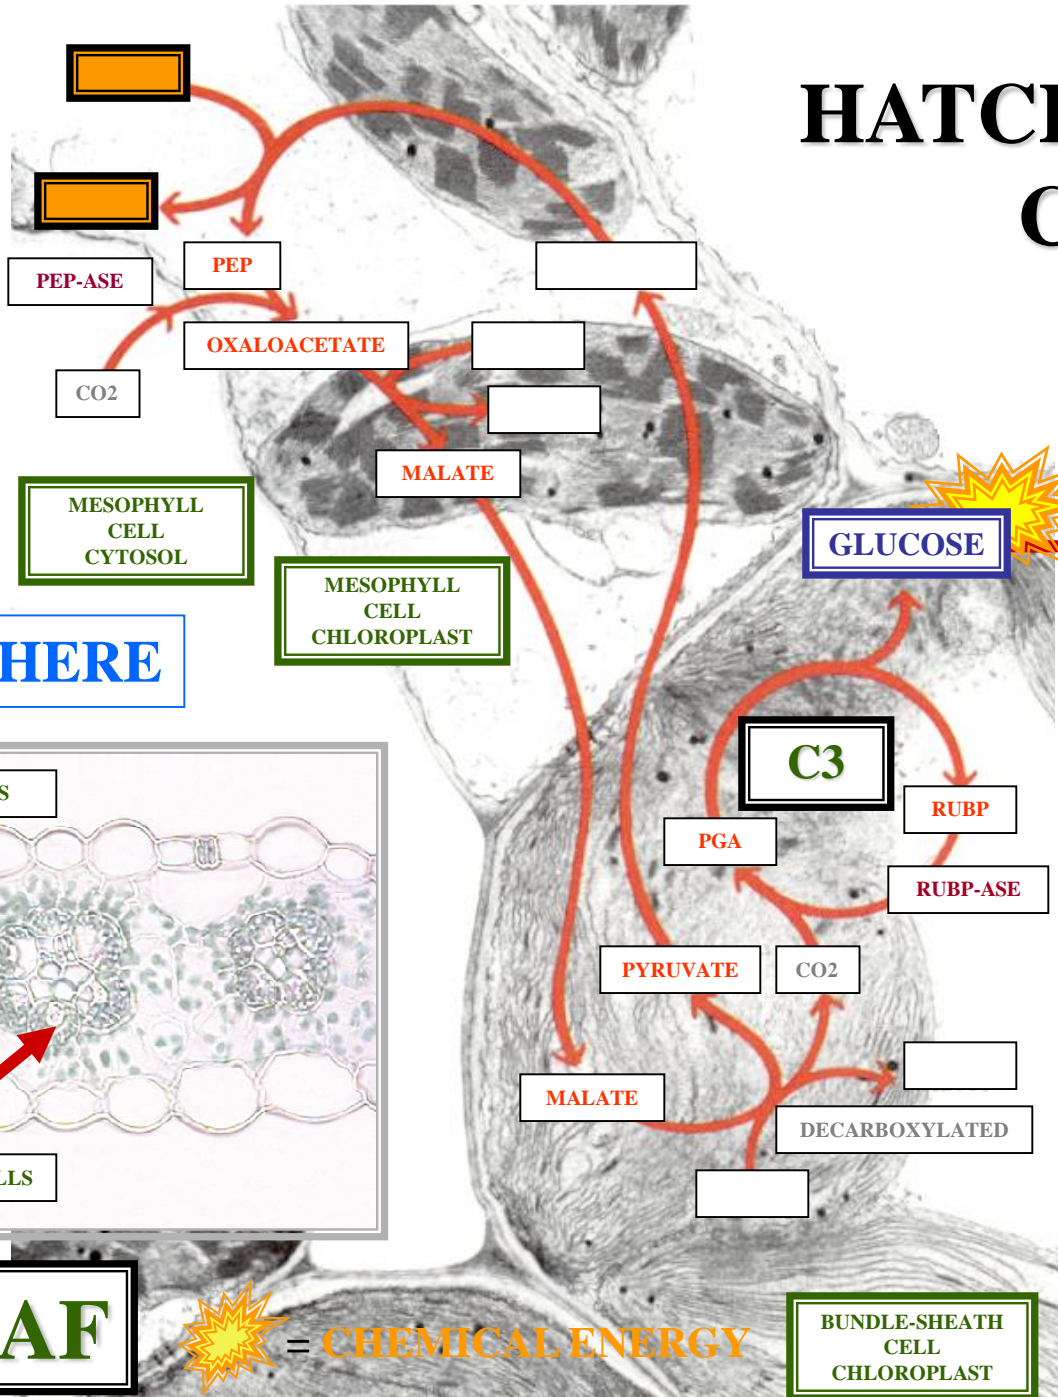 HATCH
C
PEP-ASE
PEP
OXALOACETATE
CO2
MALATE
MESOPHYLL
CELL
CYTOSOL
MESOPHYLL
CELL
CHLOROPLAST
GLUCOSE
HERE
C3
S
RUBP
PGA
RUBP-ASE
PYRUVATE
CO2
MALATE
DECARBOXYLATED
LLS
AF
= CHEMICAL ENERGY
BUNDLE-SHEATH
CELL
CHLOROPLAST